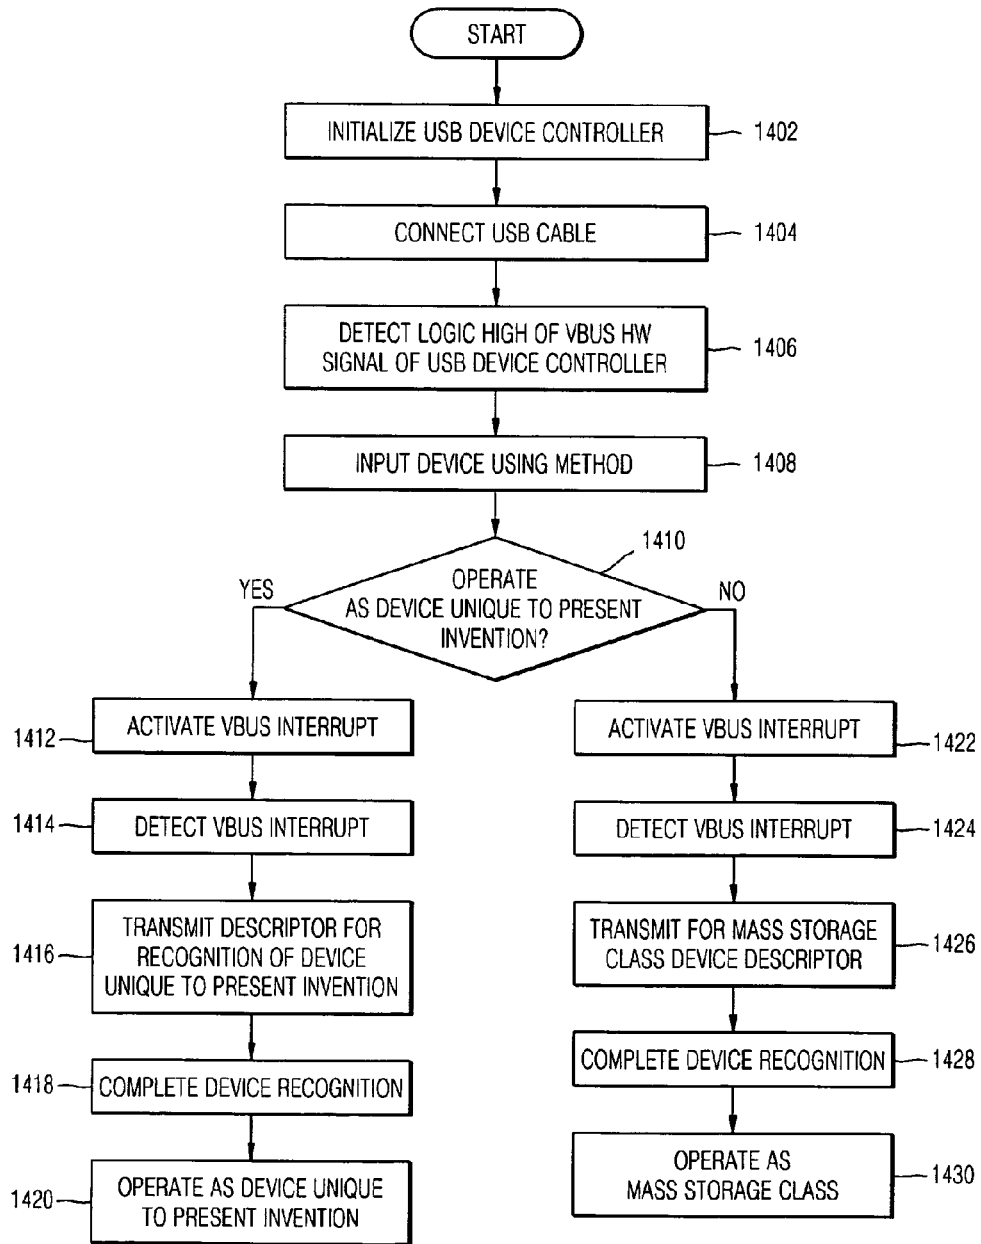 START
INITIALIZE USB DEVICE CONTROLLER
1402
CONNECT USB CABLE
1404
DETECT LOGIC HIGH OF VBUS HW
SIGNAL OF USB DEVICE CONTROLLER
1406
INPUT DEVICE USING METHOD
1408
1410
OPERATE
AS DEVICE UNIQUE TO PRESENT
INVENTION?
YES
NO
1412
ACTIVATE VBUS INTERRUPT
1414
DETECT VBUS INTERRUPT
1416
TRANSMIT DESCRIPTOR FOR
RECOGNITION OF DEVICE
UNIQUE TO PRESENT INVENTION
1418
COMPLETE DEVICE RECOGNITION
1420
OPERATE AS DEVICE UNIQUE
TO PRESENT INVENTION
ACTIVATE VBUS INTERRUPT
1422
DETECT VBUS INTERRUPT
1424
TRANSMIT FOR MASS STORAGE
CLASS DEVICE DESCRIPTOR
1426
COMPLETE DEVICE RECOGNITION
1428
OPERATE AS
MASS STORAGE CLASS
1430